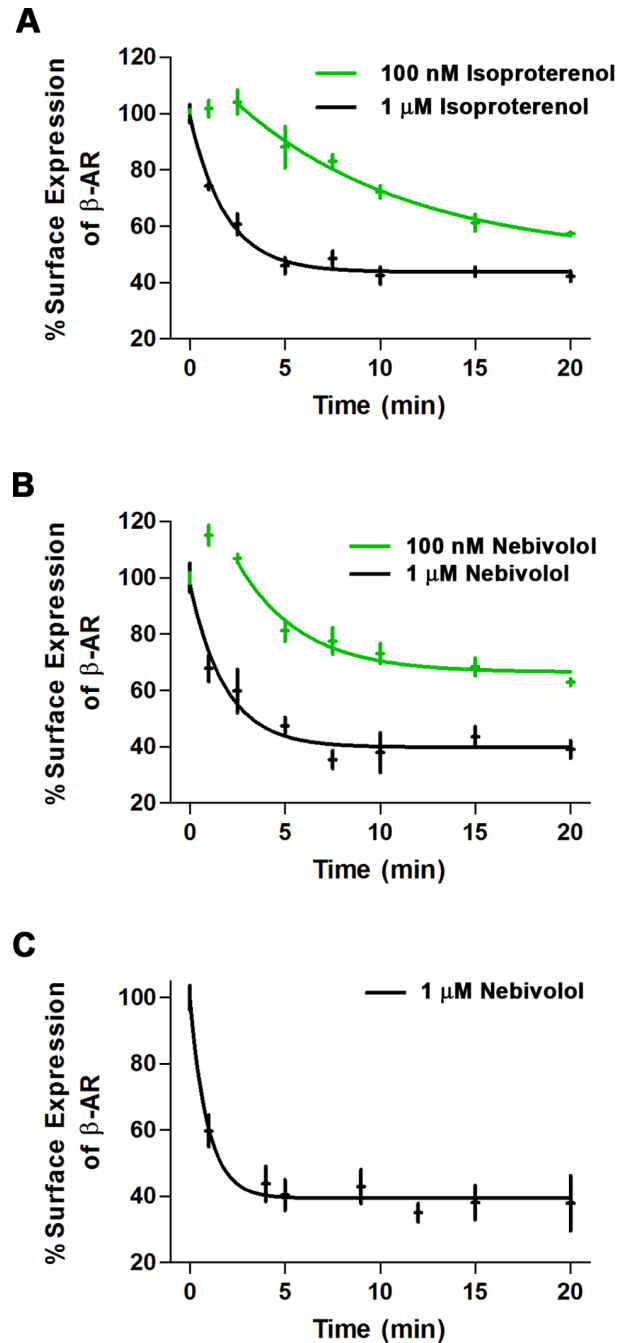 A
120
100
80
60
40
20
%Surface Expression
of β-AR
100 nM Isoproterenol
1 μM Isoproterenol
0 5 10 15 20
Time (min)
B
120
100
80
60
40
20
%Surface Expression
of β-AR
100 nM Nebivolol
1 μM Nebivolol
0 5 10 15 20
Time (min)
C
100
80
60
40
20
%Surface Expression
of β-AR
1 μM Nebivolol
0 5 10 15 20
Time (min)